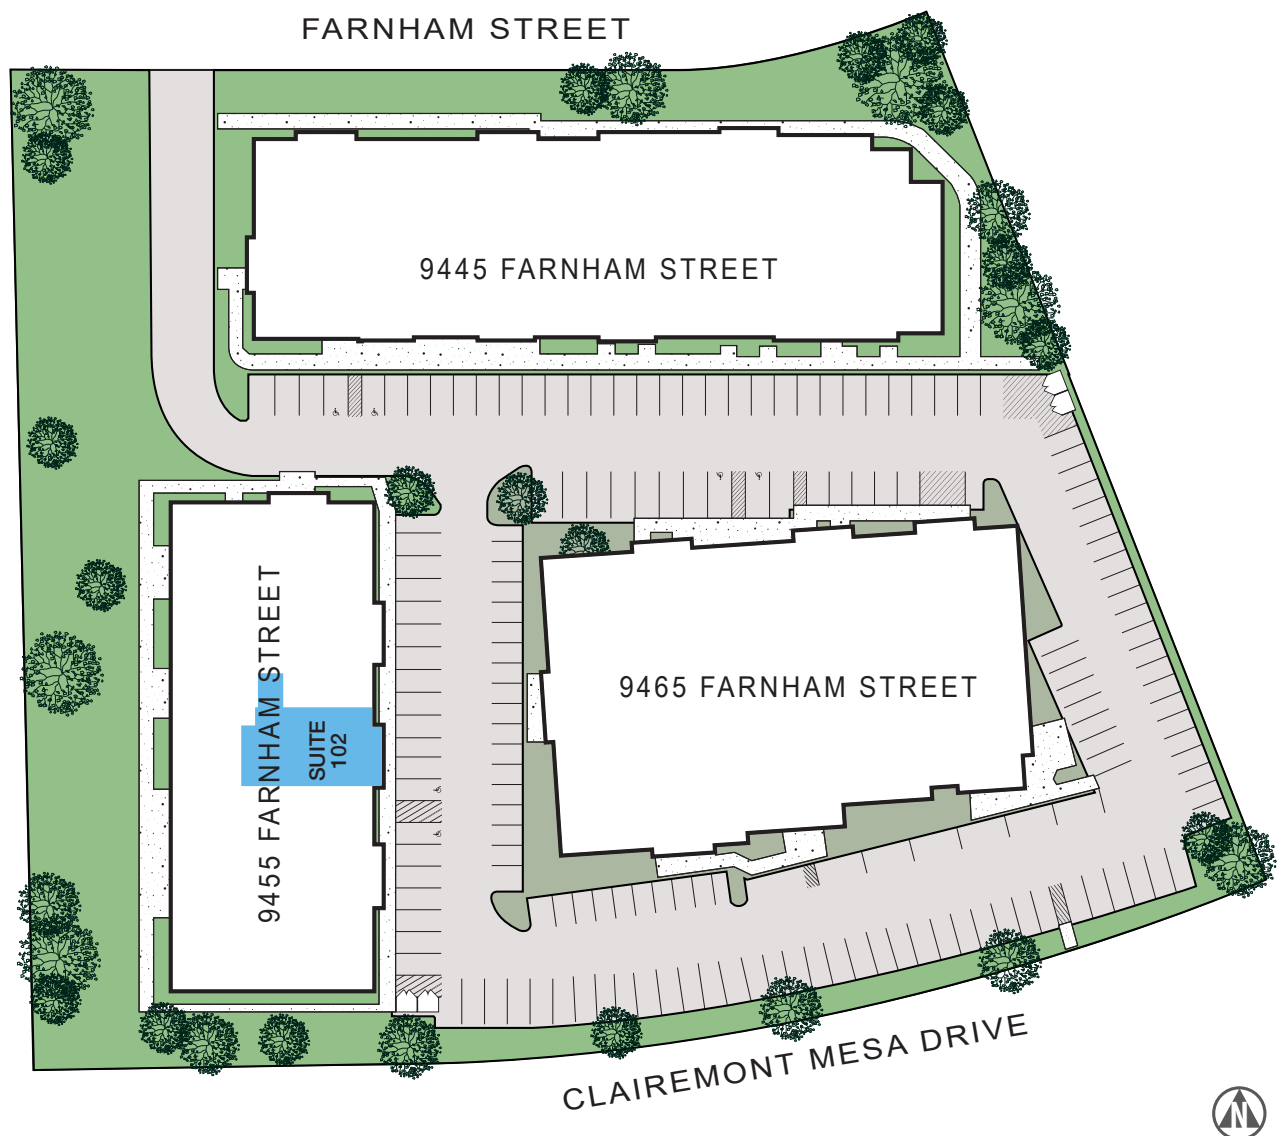 FARNHAM STREET
9445 FARNHAM STREET
9455 FARNHAM STREET
SUITE
102
9465 FARNHAM STREET
CLAIREMONT MESA DRIVE
N